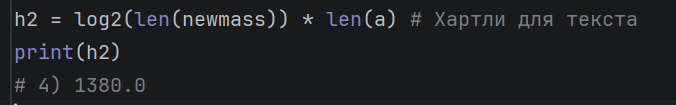 h2 = log2(len(newmass)) * len(a) # Хартли для текста
print(h2)
# 4) 1380.0